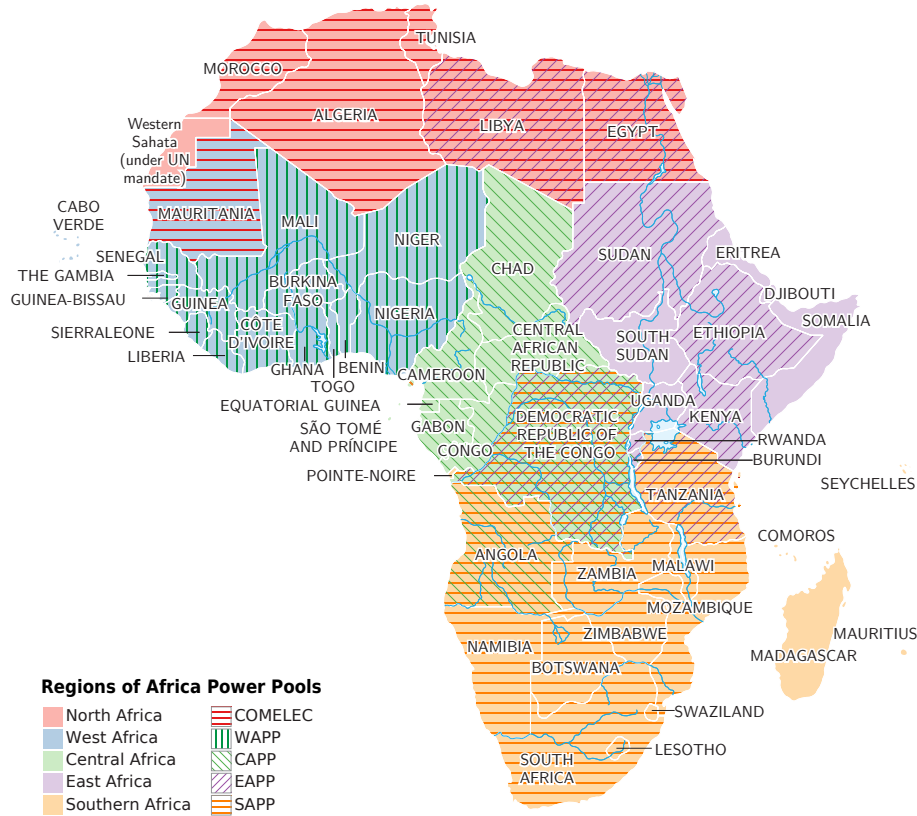 TUNISIA
MOROCCO
ALGERIA
LIBYA
EGYPT
Western
Sahata
(under UN
mandate)
MAURITANIA
CABO
VERDE
MALI
NIGER
SENEGAL
THE GAMBIA
GUINEA-BISSAU
GUINEA
BURKINA
FASO
CHAD
SUDAN
ERITREA
DJIBOUTI
SOMALIA
SIERRALEONE
CÔTE
D'IVOIRE
NIGERIA
CENTRAL
AFRICAN
REPUBLIC
SOUTH
SUDAN
ETHIOPIA
LIBERIA
GHANA
BENIN
TOGO
CAMEROON
EQUATORIAL GUINEA
UGANDA
KENYA
SÃO TOMÉ
AND PRÍNCIPE
GABON
CONGO
DEMOCRATIC
REPUBLIC OF
THE CONGO
RWANDA
BURUNDI
POINTE-NOIRE
TANZANIA
SEYCHELLES
COMOROS
ANGOLA
ZAMBIA
MALAWI
MOZAMBIQUE
ZIMBABWE
NAMIBIA
BOTSWANA
MAURITIUS
MADAGASCAR
SWAZILAND
LESOTHO
SOUTH
AFRICA
Regions of Africa Power Pools
North Africa
West Africa
Central Africa
East Africa
Southern Africa
COMELEC
WAPP
CAPP
EAPP
SAPP